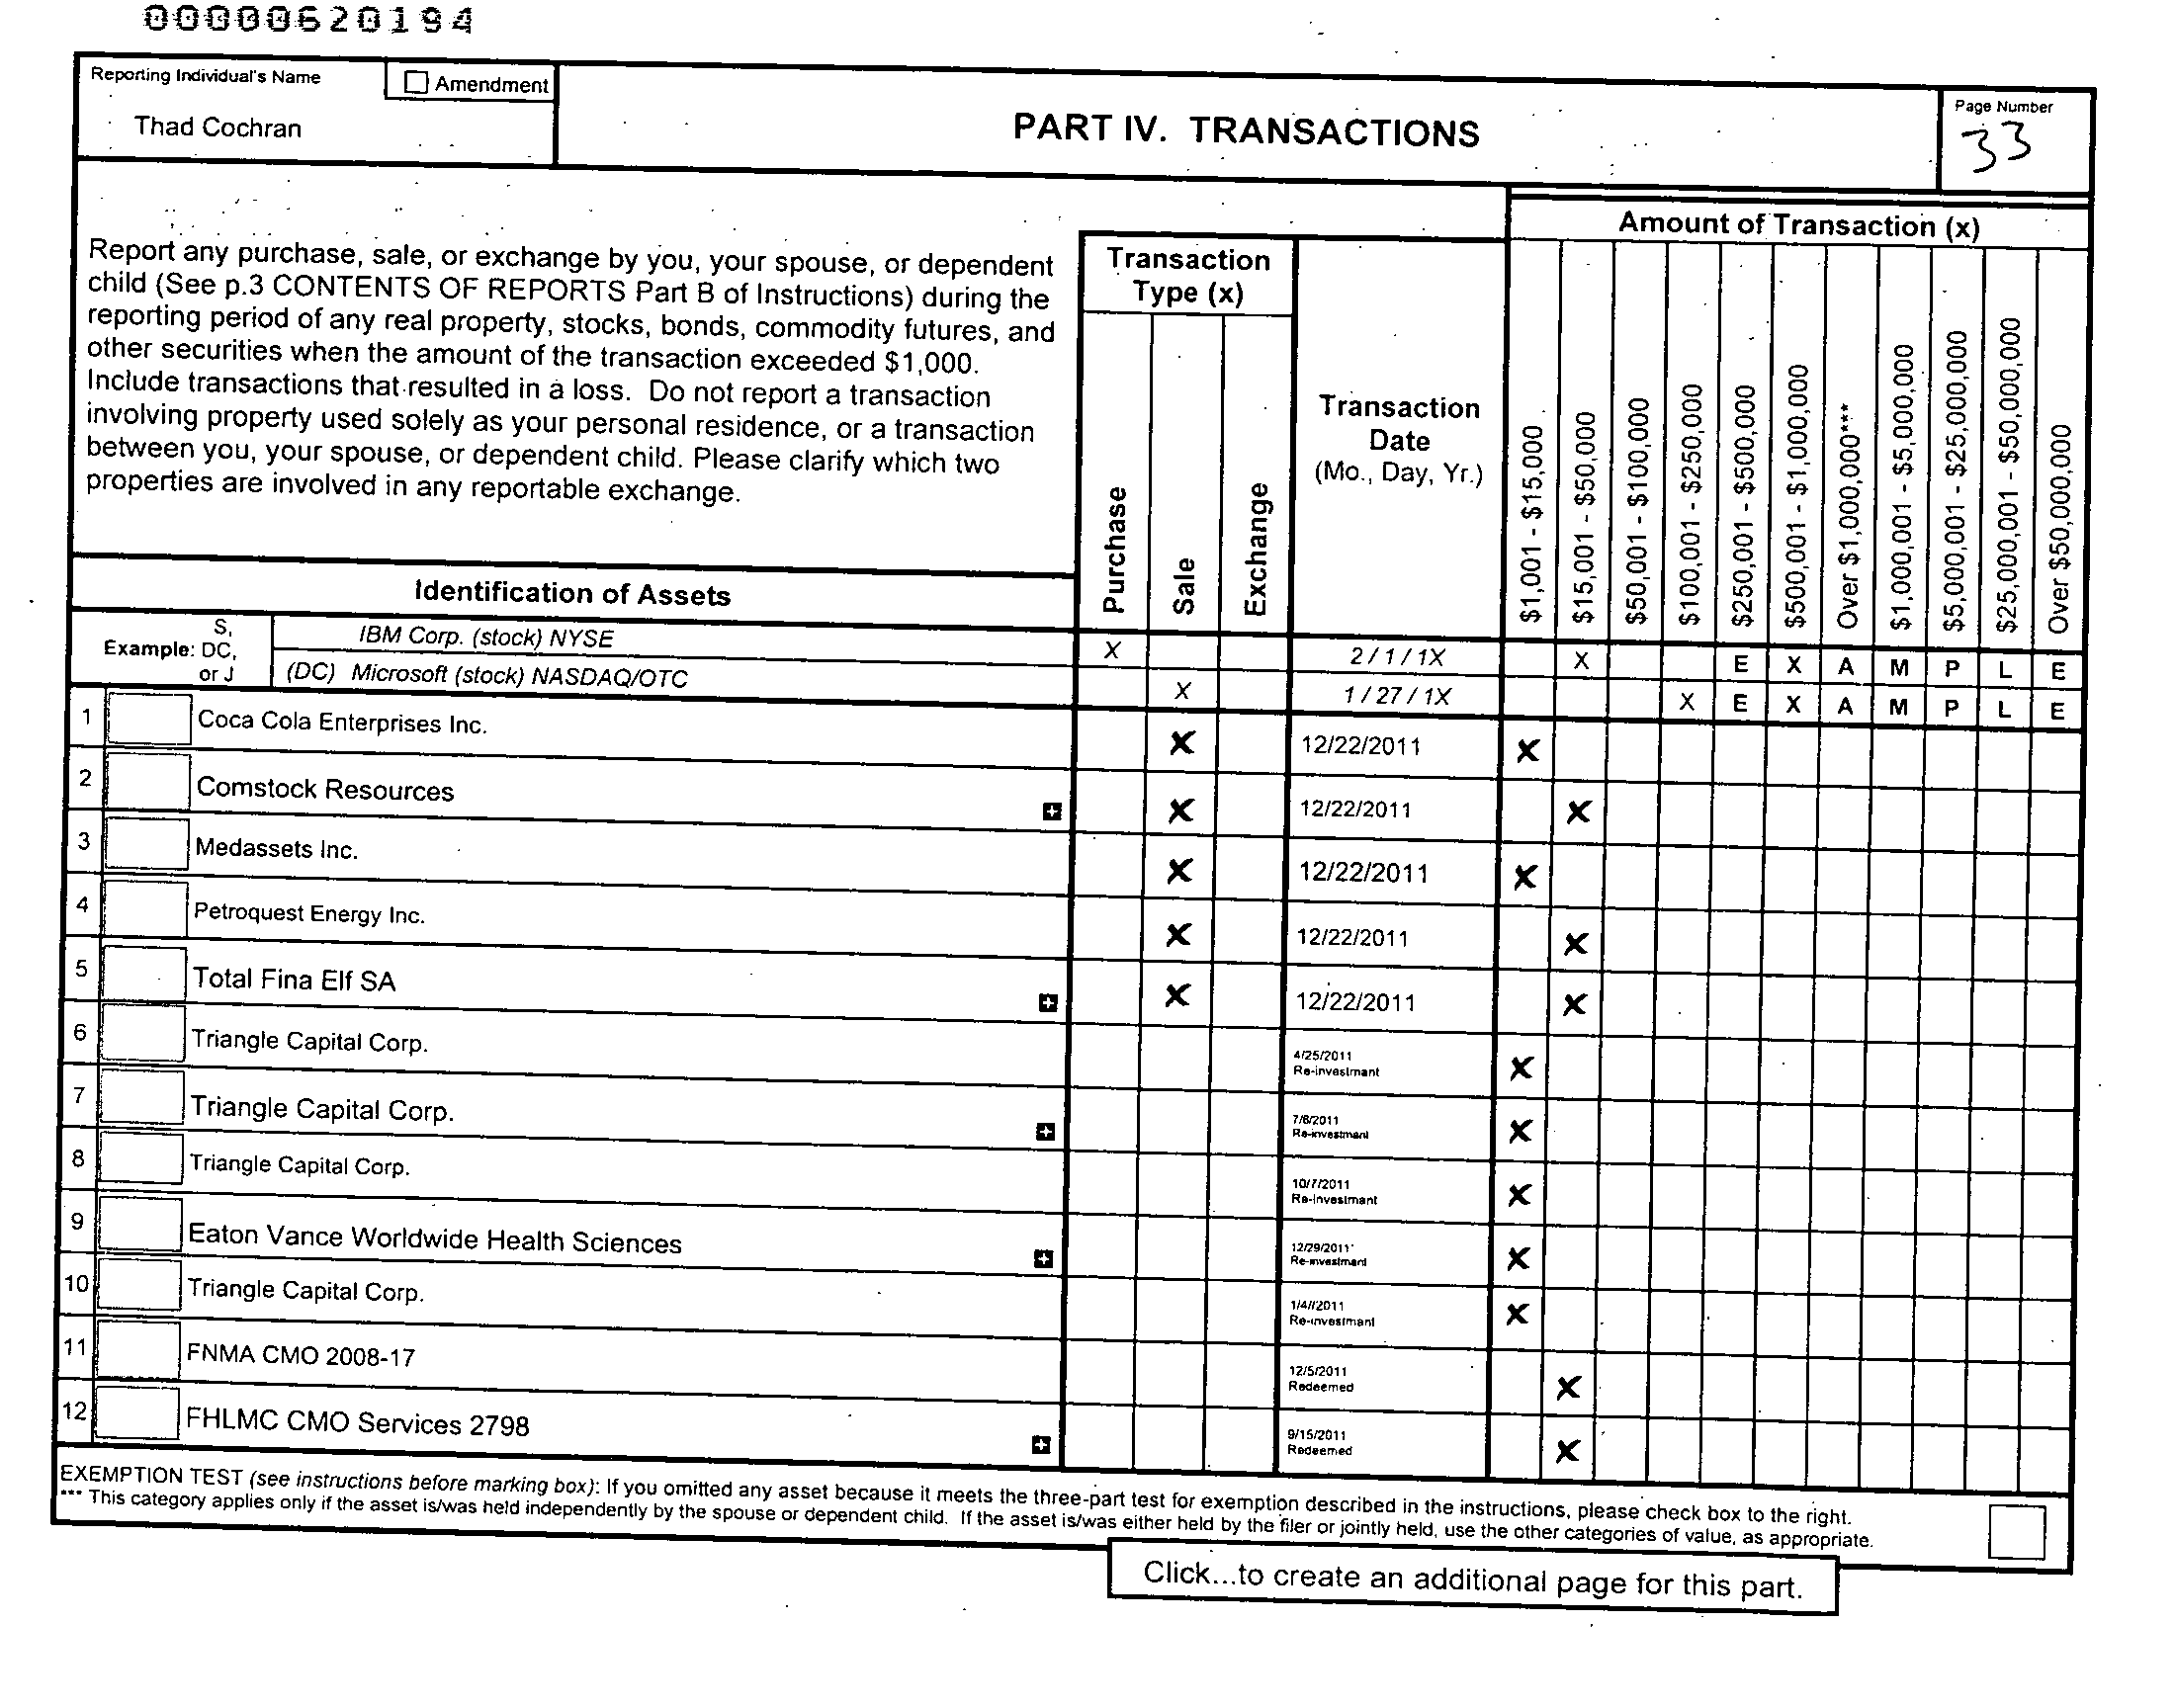 00000620194
Reporting Individual's Name
☐ Amendment
Thad Cochran
PART IV. TRANSACTIONS
Page Number
33
Report any purchase, sale, or exchange by you, your spouse, or dependent
child (See p.3 CONTENTS OF REPORTS Part B of Instructions) during the
reporting period of any real property, stocks, bonds, commodity futures, and
other securities when the amount of the transaction exceeded $1,000.
Include transactions that resulted in a loss. Do not report a transaction
involving property used solely as your personal residence, or a transaction
between you, your spouse, or dependent child. Please clarify which two
properties are involved in any reportable exchange.
Transaction
Type (x)
Purchase
Sale
Exchange
Transaction
Date
(Mo., Day, Yr.)
Amount of Transaction (x)
$1,001 - $15,000
$15,001 - $50,000
$50,001 - $100,000
$100,001 - $250,000
$250,001 - $500,000
$500,001 - $1,000,000
Over $1,000,000***
$1,000,001 - $5,000,000
$5,000,001 - $25,000,000
$25,000,001 - $50,000,000
Over $50,000,000
Identification of Assets
Example: S, DC, or J
IBM Corp. (stock) NYSE X 2 / 1 / 1X X E X A M P L E
(DC) Microsoft (stock) NASDAQ/OTC X 1 / 27 / 1X X E X A M P L E
1 Coca Cola Enterprises Inc. X 12/22/2011 X
2 Comstock Resources X 12/22/2011 X
3 Medassets Inc. X 12/22/2011 X
4 Petroquest Energy Inc. X 12/22/2011 X
5 Total Fina Elf SA X 12/22/2011 X
6 Triangle Capital Corp. 4/25/2011 Re-investmant X
7 Triangle Capital Corp. 7/8/2011 Re-investmant X
8 Triangle Capital Corp. 10/7/2011 Re-investmant X
9 Eaton Vance Worldwide Health Sciences 12/29/2011 Re-investmant X
10 Triangle Capital Corp. 1/4//2011 Re-investmant X
11 FNMA CMO 2008-17 12/5/2011 Redeemed X
12 FHLMC CMO Services 2798 9/15/2011 Redeemed X
EXEMPTION TEST (see instructions before marking box): If you omitted any asset because it meets the three-part test for exemption described in the instructions, please check box to the right.
*** This category applies only if the asset is/was held independently by the spouse or dependent child. If the asset is/was either held by the filer or jointly held, use the other categories of value, as appropriate.
Click...to create an additional page for this part.